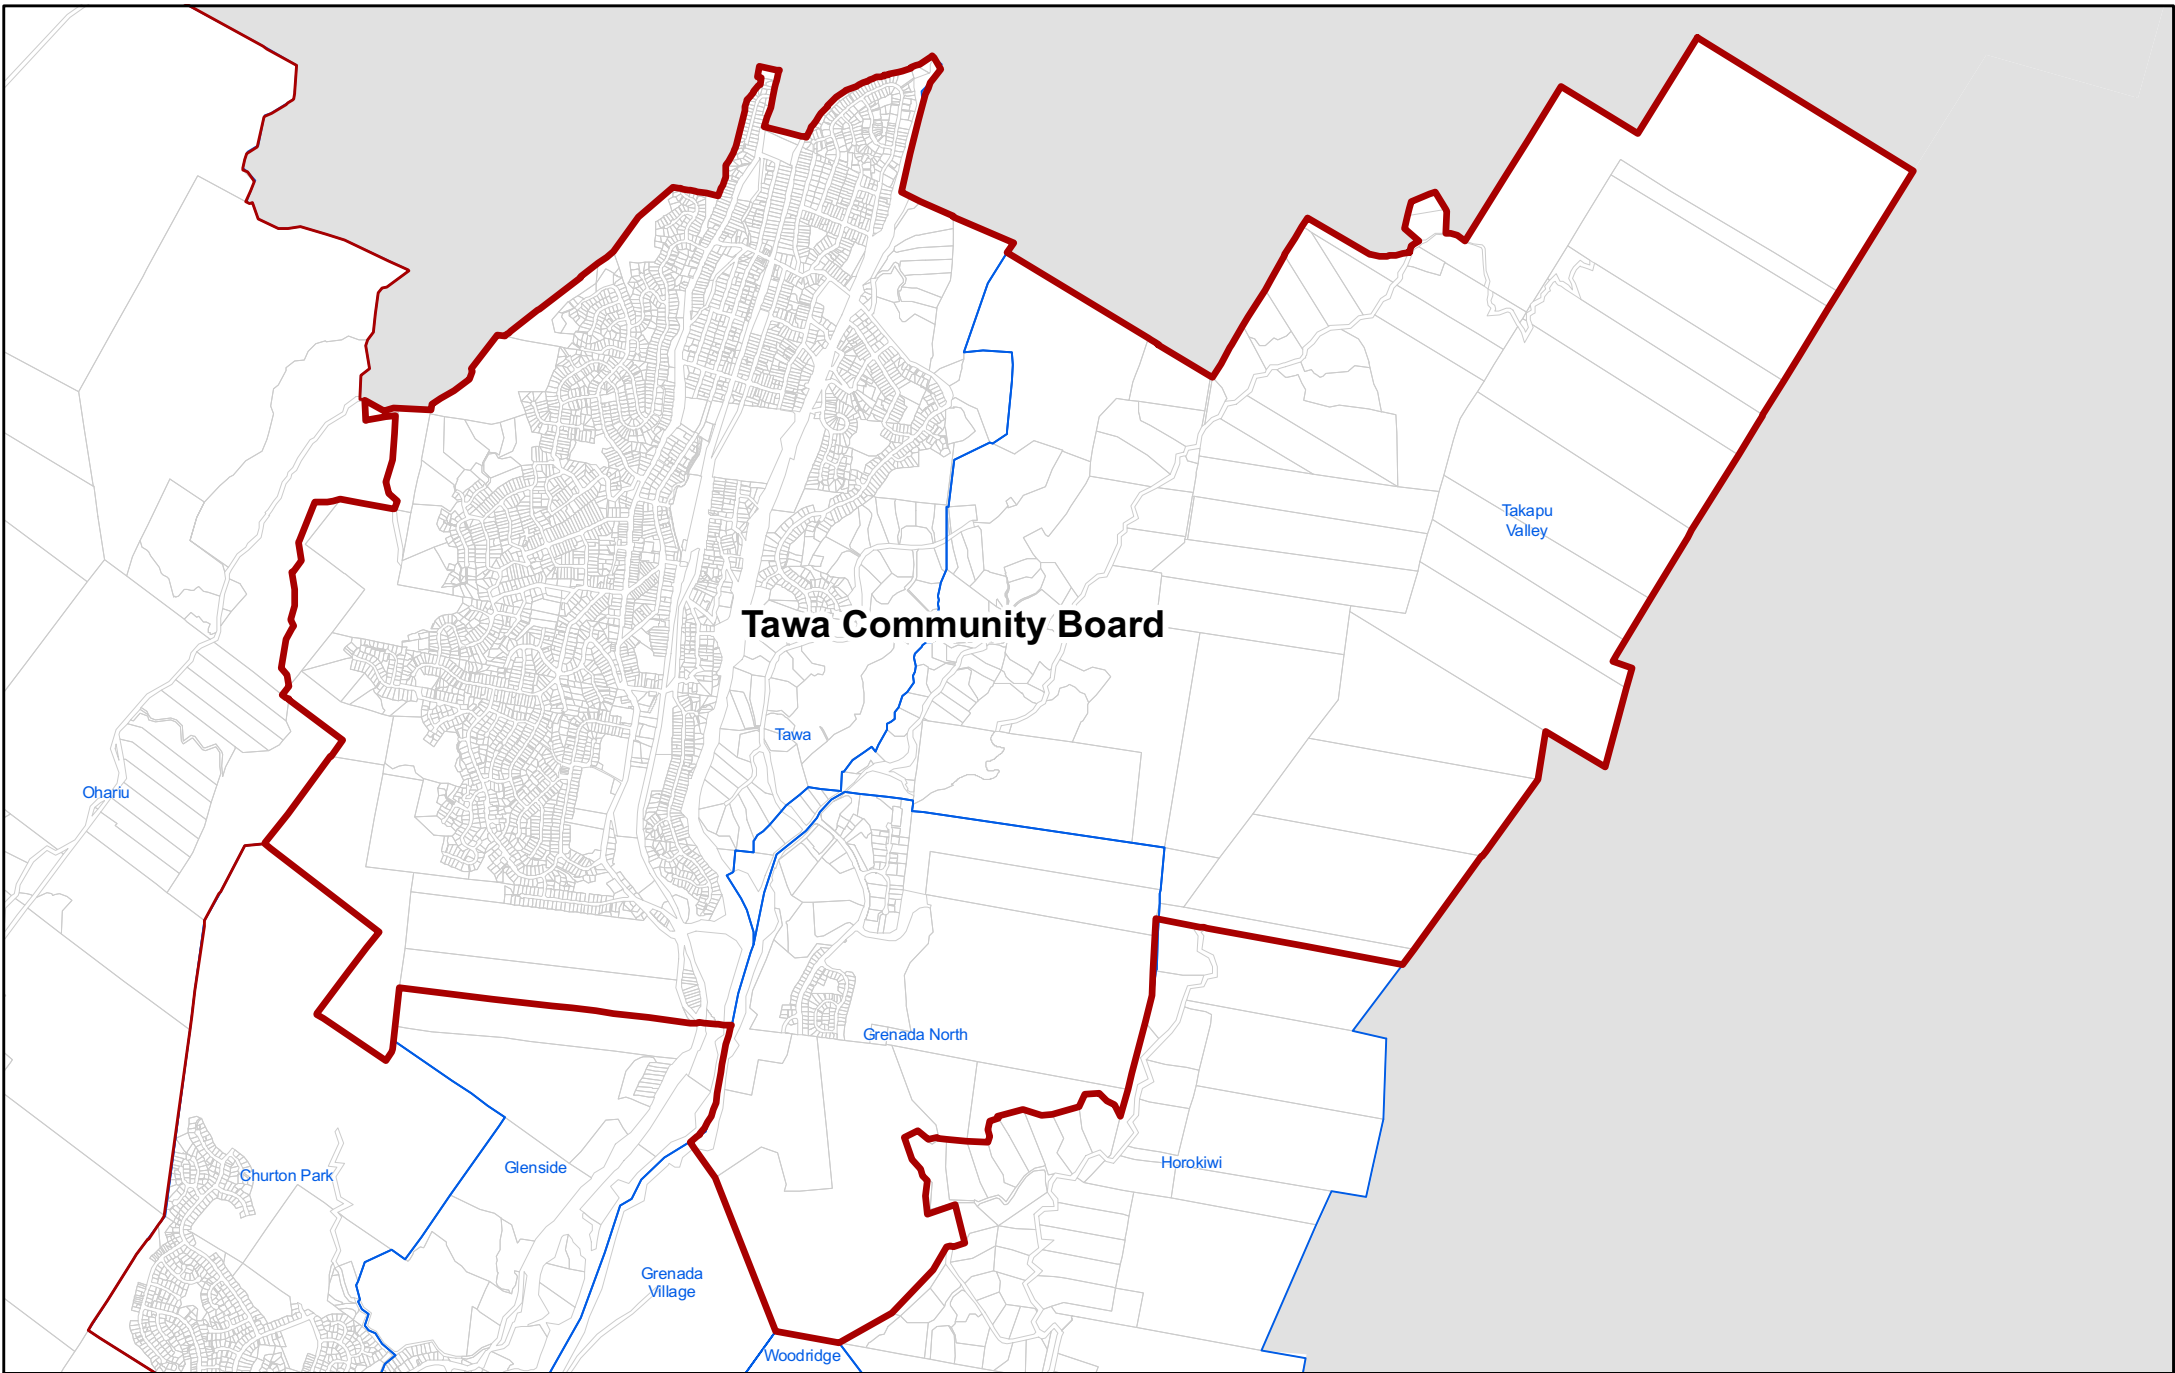 Takapu
Valley
Tawa Community Board
Tawa
Ohariu
Grenada North
Horokiwi
Glenside
Churton Park
Grenada
Village
Woodridge